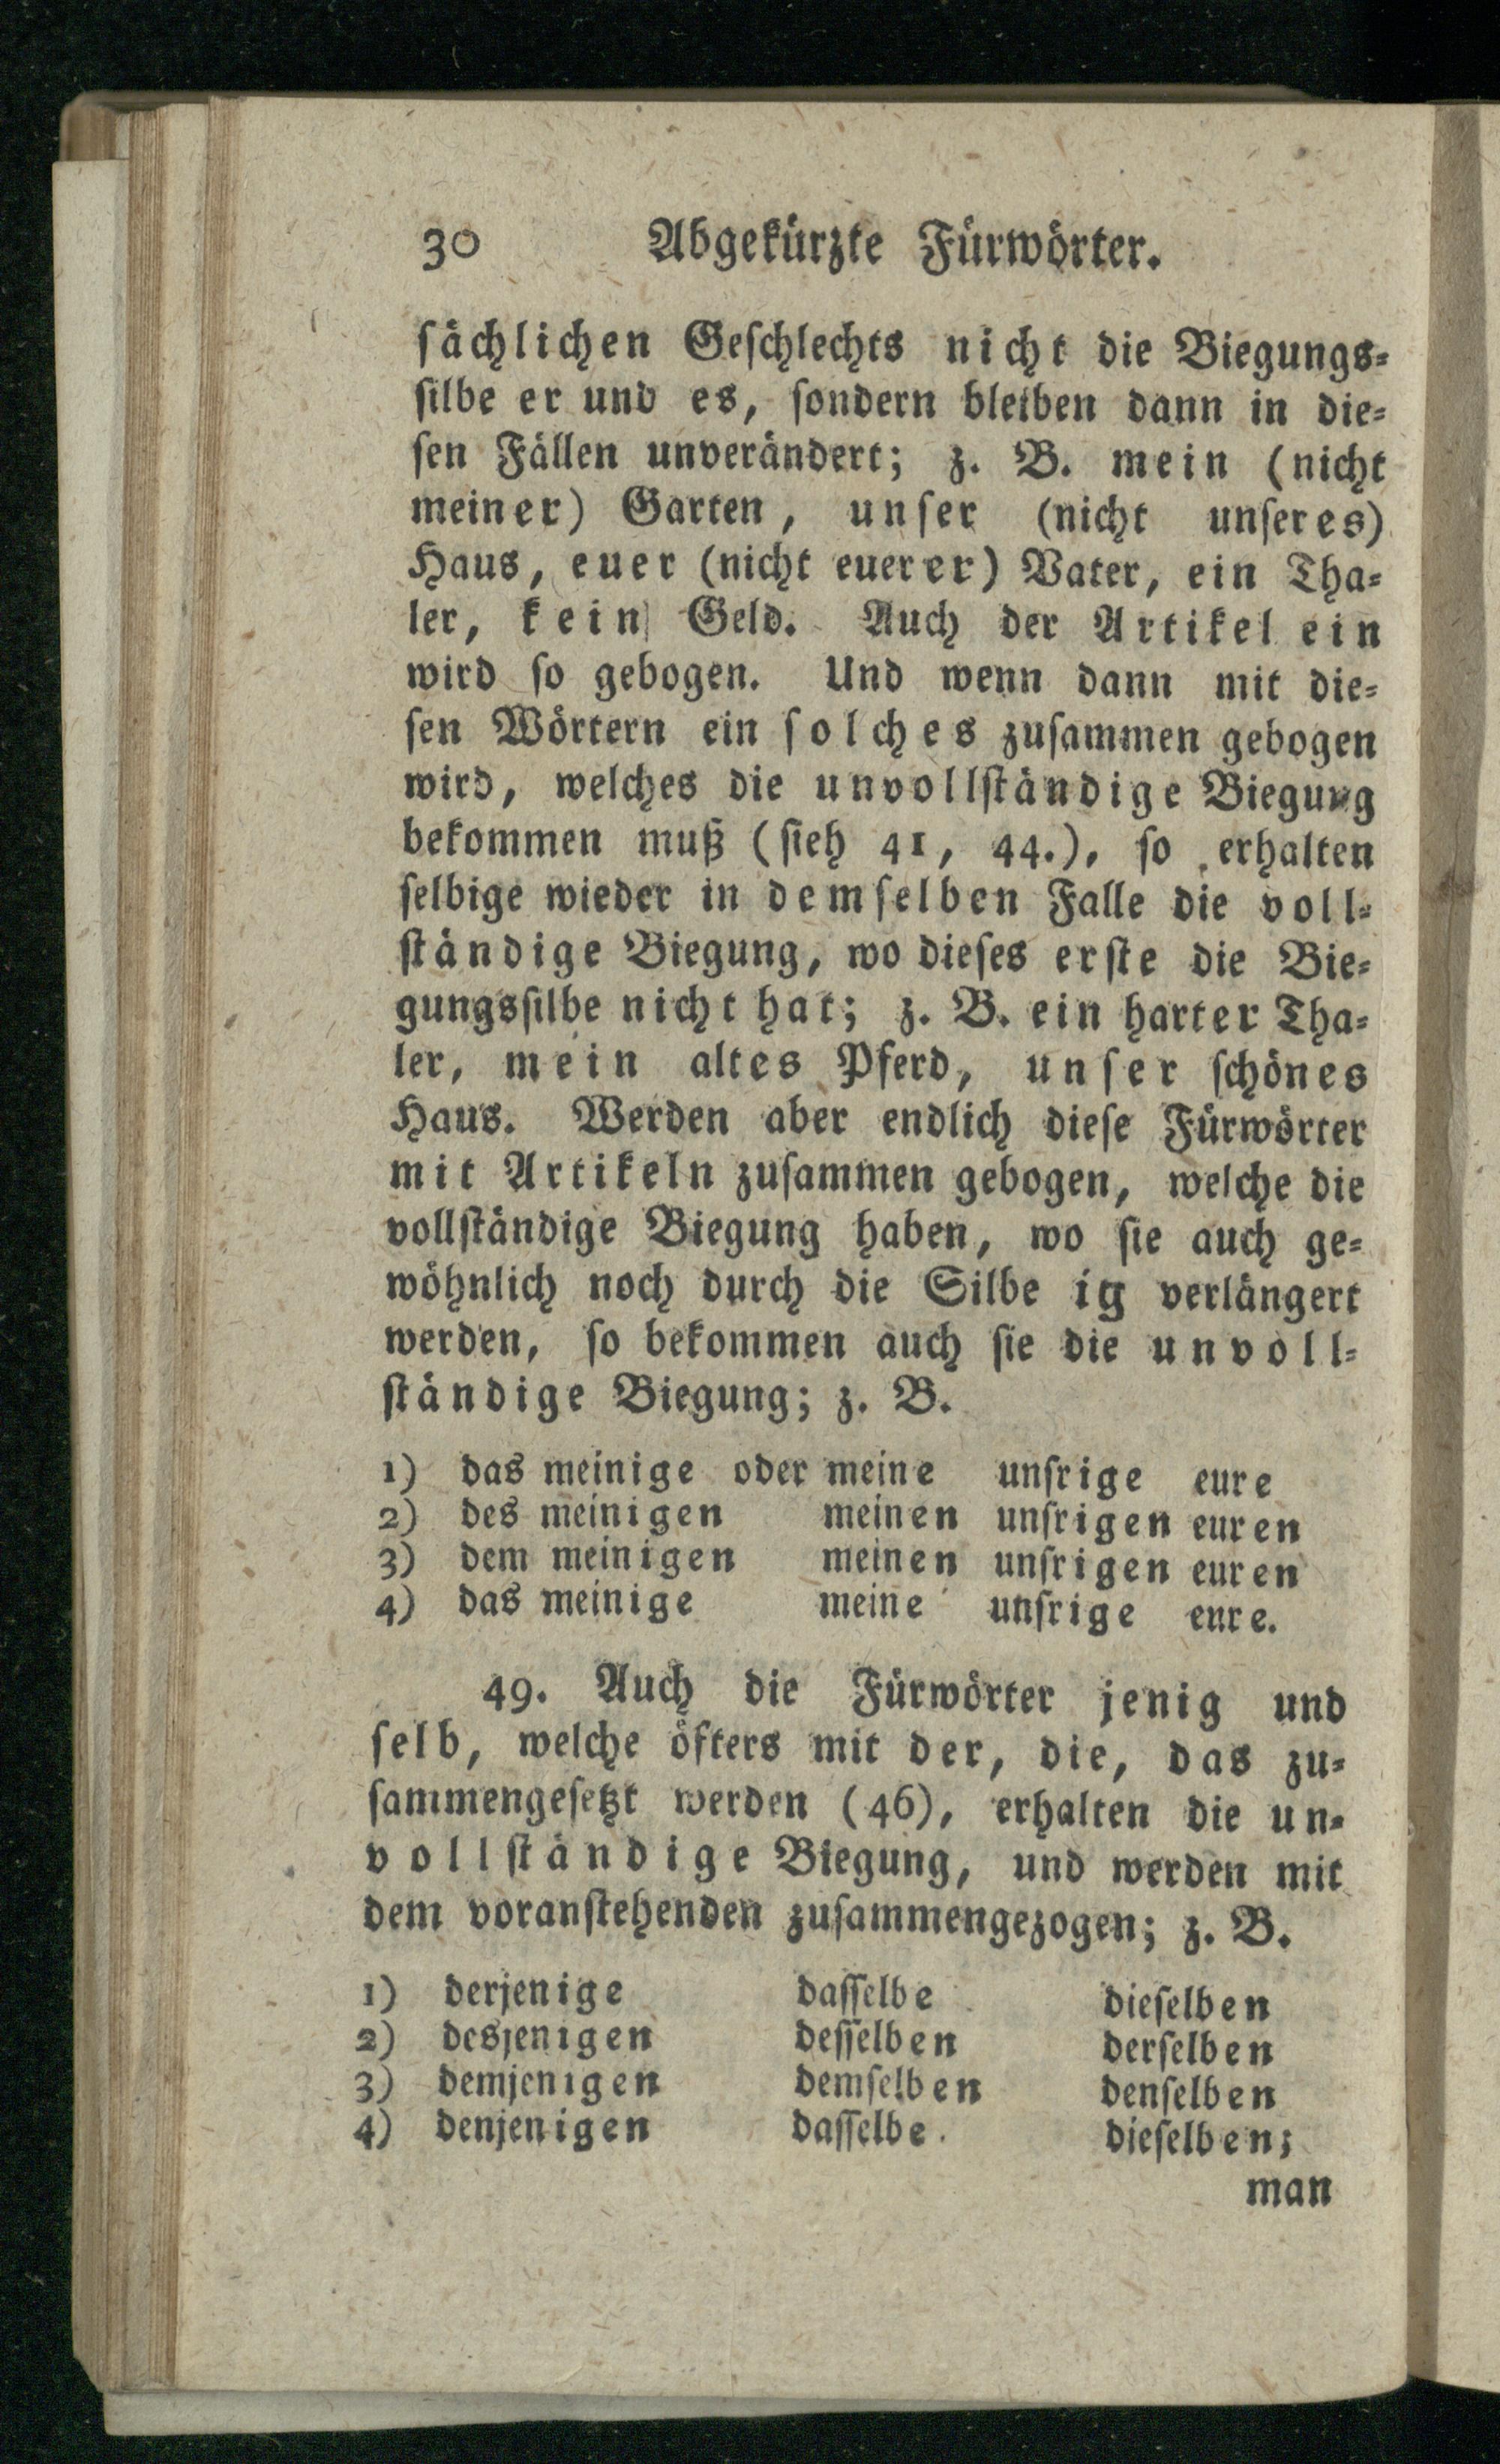 30 Abgekürzte Fürwörter.
sächlichen Geſchlechts nicht die Biegungs-
ſilbe er und es, ſondern bleiben dann in die-
ſen Fällen unverändert; z. B. mein (nicht
meiner) Garten, unſer (nicht unſeres)
Haus, euer (nicht euerer) Vater, ein Tha-
ler, kein Geld. Auch der Artikel ein
wird ſo gebogen. Und wenn dann mit die-
ſen Wörtern ein ſolches zuſammen gebogen
wird, welches die unvollſtändige Biegung
bekommen muß (ſieh 41, 44.), ſo erhalten
ſelbige wieder in demſelben Falle die voll-
ſtändige Biegung, wo dieſes erſte die Bie-
gungsſilbe nicht hat; z. B. ein harter Tha-
ler, mein altes Pferd, unſer ſchönes
Haus. Werden aber endlich dieſe Fürwörter
mit Artikeln zuſammen gebogen, welche die
vollſtändige Biegung haben, wo ſie auch ge-
wöhnlich noch durch die Silbe ig verlängert
werden, ſo bekommen auch ſie die unvoll-
ſtändige Biegung; z. B.
1) das meinige oder meine unſrige eure
2) des meinigen meinen unſrigen euren
3) dem meinigen meinen unſrigen euren
4) das meinige meine unſrige eure.
49. Auch die Fürwörter jenig und
ſelb, welche öfters mit der, die, das zu-
ſammengeſetzt werden (46), erhalten die un-
vollſtändige Biegung, und werden mit
dem voranſtehenden zuſammengezogen; z. B.
1) derjenige daſſelbe dieſelben
2) desjenigen deſſelben derſelben
3) demjenigen demſelben denſelben
4) denjenigen daſſelbe dieſelben;
man